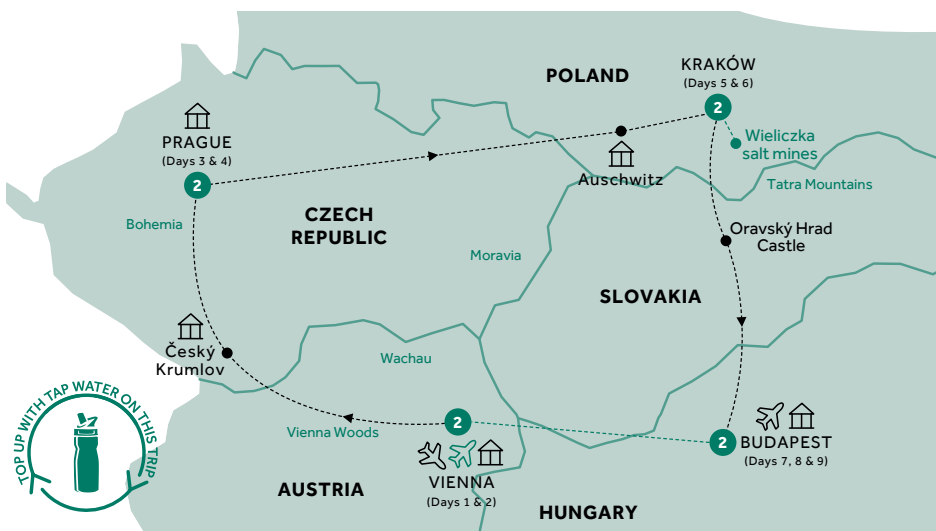 POLAND
KRAKÓW
(Days 5 & 6)
2
Wieliczka
salt mines
PRAGUE
(Days 3 & 4)
2
Auschwitz
Tatra Mountains
Bohemia
CZECH
REPUBLIC
Oravský Hrad
Castle
Moravia
SLOVAKIA
Český
Krumlov
Wachau
TOP UP WITH TAP WATER ON THIS TRIP
Vienna Woods
2
VIENNA
(Days 1 & 2)
2
BUDAPEST
(Days 7, 8 & 9)
AUSTRIA
HUNGARY